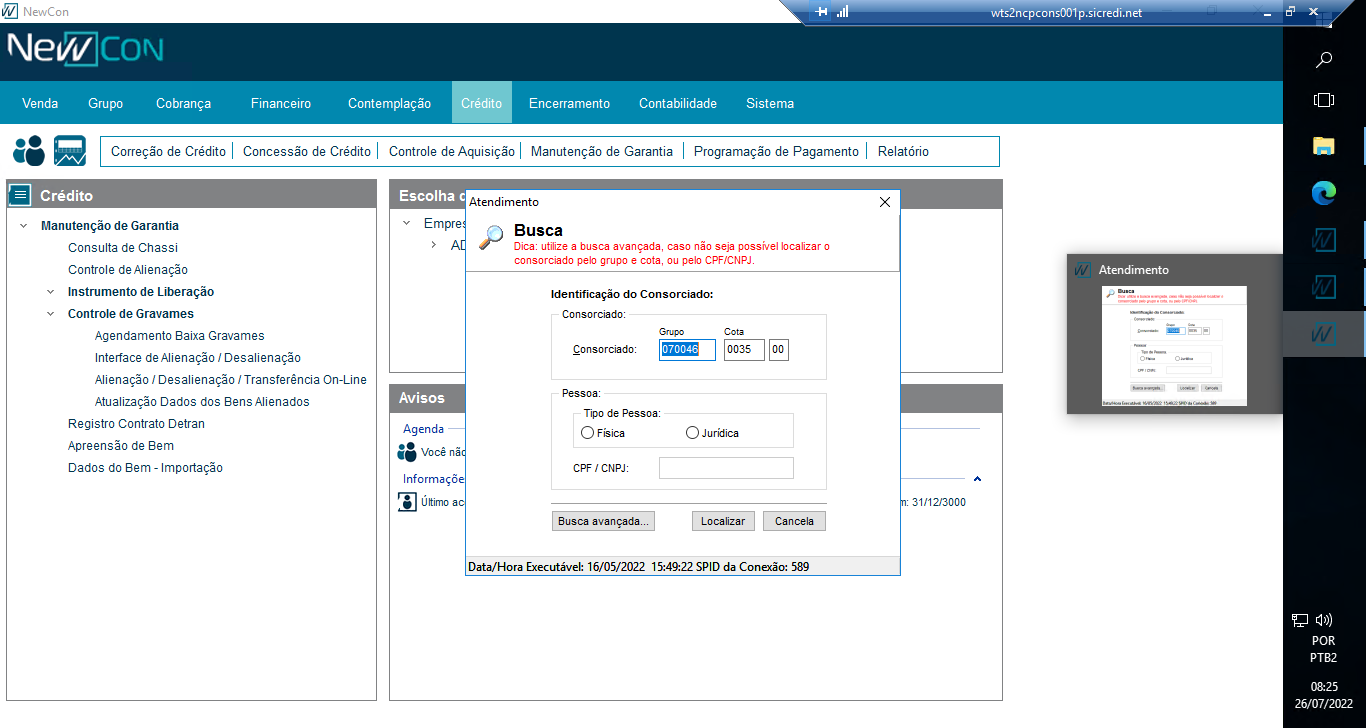 NewCon
wts2ncpcons001p.sicredi.net
NEWCON
Venda Grupo Cobrança Financeiro Contemplação Crédito Encerramento Contabilidade Sistema
Correção de Crédito Concessão de Crédito Controle de Aquisição Manutenção de Garantia Programação de Pagamento Relatório
Crédito
Manutenção de Garantia
Consulta de Chassi
Controle de Alienação
Instrumento de Liberação
Controle de Gravames
Agendamento Baixa Gravames
Interface de Alienação / Desalienação
Alienação / Desalienação / Transferência On-Line
Atualização Dados dos Bens Alienados
Registro Contrato Detran
Apreensão de Bem
Dados do Bem - Importação
Escolha
Avisos
Agenda
Você não
m: 31/12/3000
Atendimento
Busca
Dica: utilize a busca avançada, caso não seja possível localizar o
consorciado pelo grupo e cota, ou pelo CPF/CNPJ.
Identificação do Consorciado:
Consorciado:
Grupo Cota
Consorciado: 070046 0035 00
Pessoa:
Tipo de Pessoa:
Física Jurídica
CPF / CNPJ:
Busca avançada... Localizar Cancela
Data/Hora Executável: 16/05/2022 15:49:22 SPID da Conexão: 589
Atendimento
Busca
Identificação do Consorciado:
Consorciado:
Grupo Cota
Consorciado: 070046 0035 00
Pessoa:
Tipo de Pessoa:
Física Jurídica
CPF / CNPJ:
Busca avançada... Localizar Cancela
Data/Hora Executável: 16/05/2022 15:49:22 SPID da Conexão: 589
POR
PTB2
08:25
26/07/2022